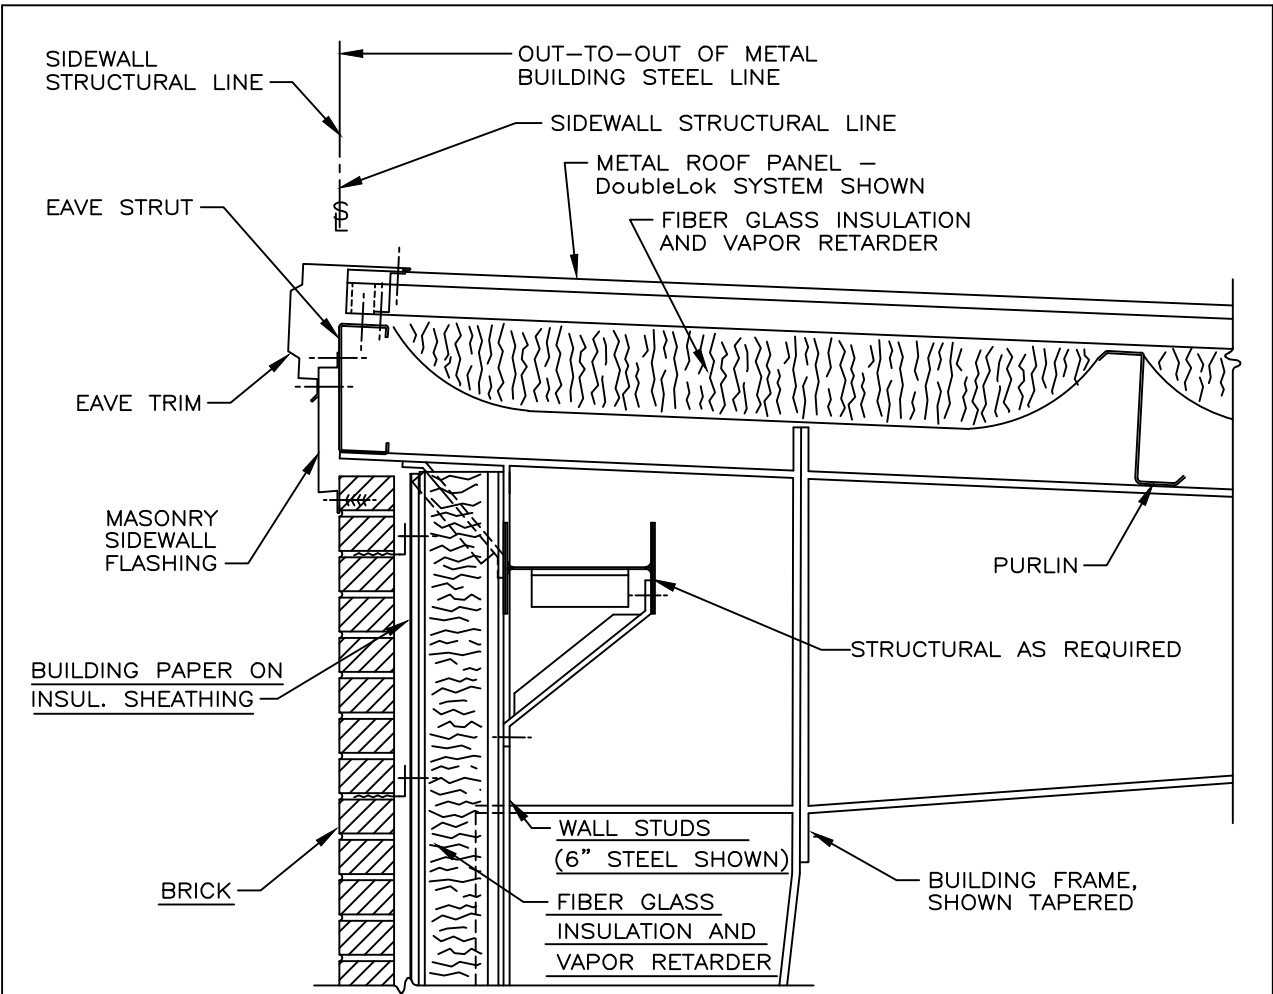 SIDEWALL
STRUCTURAL LINE
OUT-TO-OUT OF METAL
BUILDING STEEL LINE
SIDEWALL STRUCTURAL LINE
METAL ROOF PANEL –
DoubleLok SYSTEM SHOWN
EAVE STRUT
S
FIBER GLASS INSULATION
AND VAPOR RETARDER
EAVE TRIM
MASONRY
SIDEWALL
FLASHING
PURLIN
STRUCTURAL AS REQUIRED
BUILDING PAPER ON
INSUL. SHEATHING
WALL STUDS
(6” STEEL SHOWN)
BRICK
BUILDING FRAME,
SHOWN TAPERED
FIBER GLASS
INSULATION AND
VAPOR RETARDER